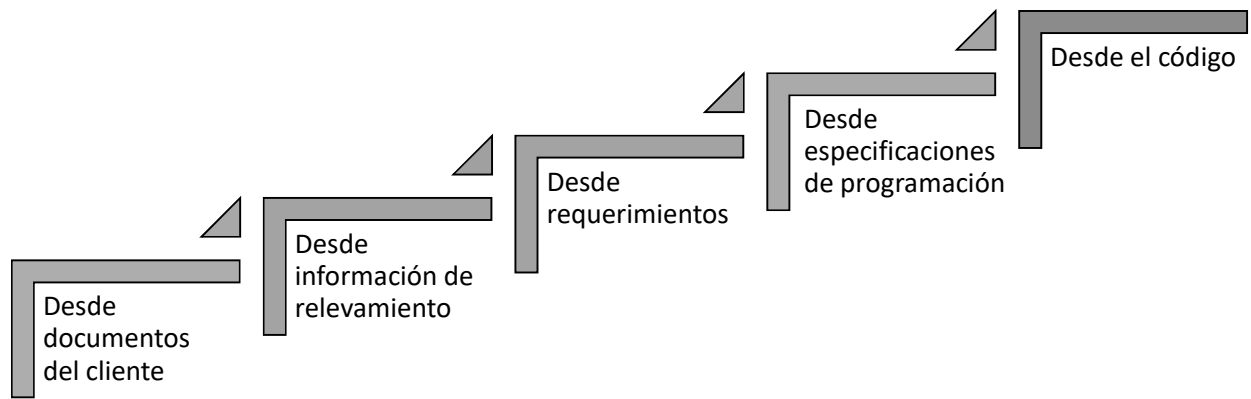 Desde
documentos
del cliente
Desde
información de
relevamiento
Desde
requerimientos
Desde
especificaciones
de programación
Desde el código